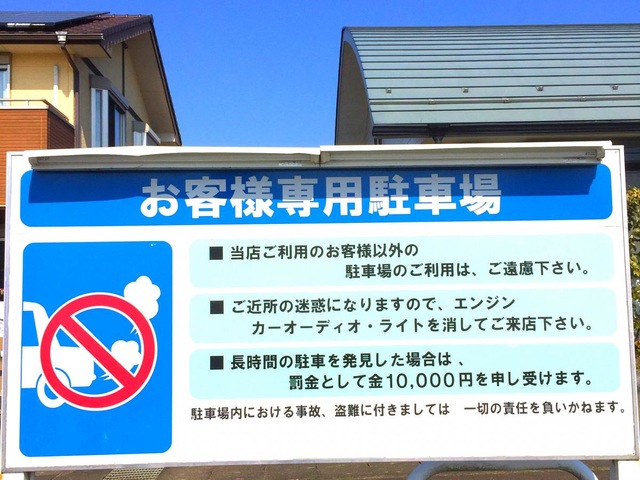 お客様専用駐車場
■ 当店ご利用のお客様以外の
駐車場のご利用は、ご遠慮下さい。
■ ご近所の迷惑になりますので、エンジン
カーオーディオ・ライトを消してご来店下さい。
■ 長時間の駐車を発見した場合は、
罰金として金10,000円を申し受けます。
駐車場内における事故、盗難に付きましては 一切の責任を負いかねます。